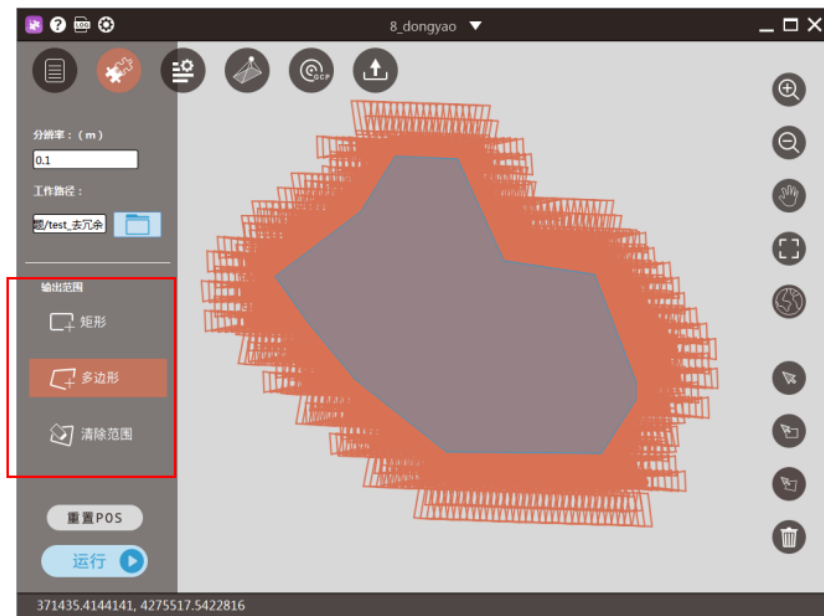 LOG
8_dongyao
GCP
分辨率：（m）
0.1
工作路径：
题/test_去冗余
输出范围
矩形
多边形
清除范围
重置POS
运行
371435.4144141, 4275517.5422816